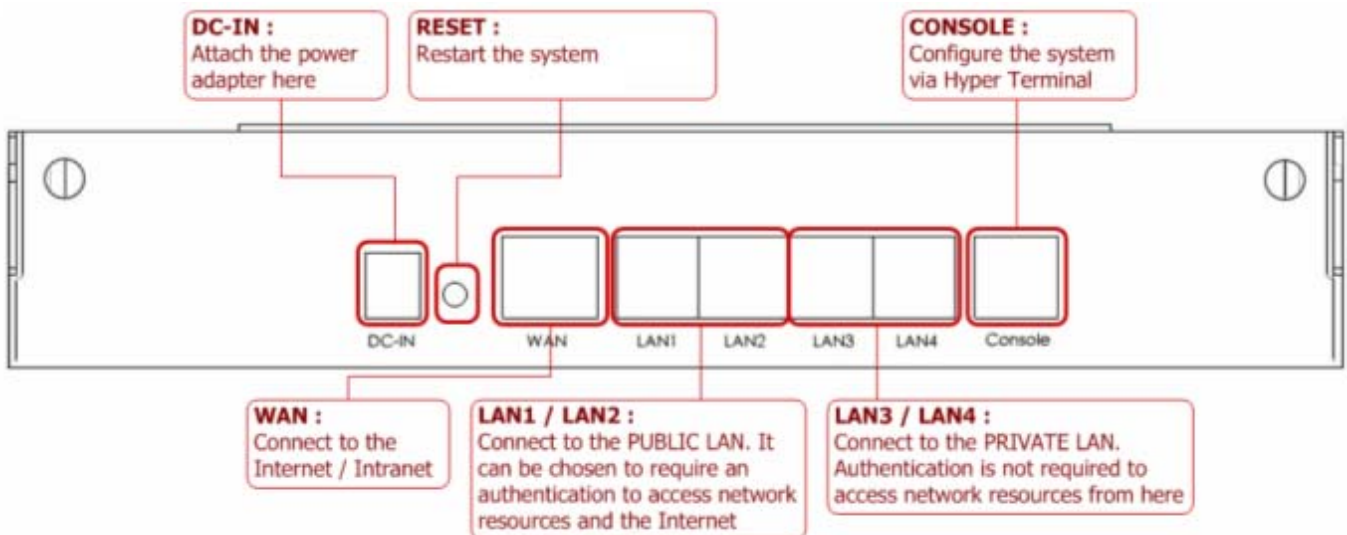 DC-IN :
Attach the power
adapter here
RESET :
Restart the system
CONSOLE :
Configure the system
via Hyper Terminal
DC-IN
WAN
LAN1
LAN2
LAN3
LAN4
Console
WAN :
Connect to the
Internet / Intranet
LAN1 / LAN2 :
Connect to the PUBLIC LAN. It
can be chosen to require an
authentication to access network
resources and the Internet
LAN3 / LAN4 :
Connect to the PRIVATE LAN.
Authentication is not required to
access network resources from here